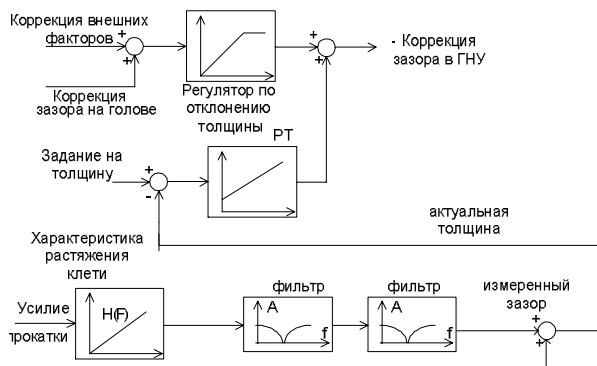 Коррекция внешних
факторов
+
+
Коррекция
зазора на голове
Регулятор по
отклонению
толщины
РТ
+
+
- Коррекция
зазора в ГНУ
Задание на
толщину
+
-
актуальная
толщина
Характеристика
растяжения
клети
Усилие
прокатки
H(F)
фильтр
A
f
фильтр
A
f
измеренный
зазор
+
+